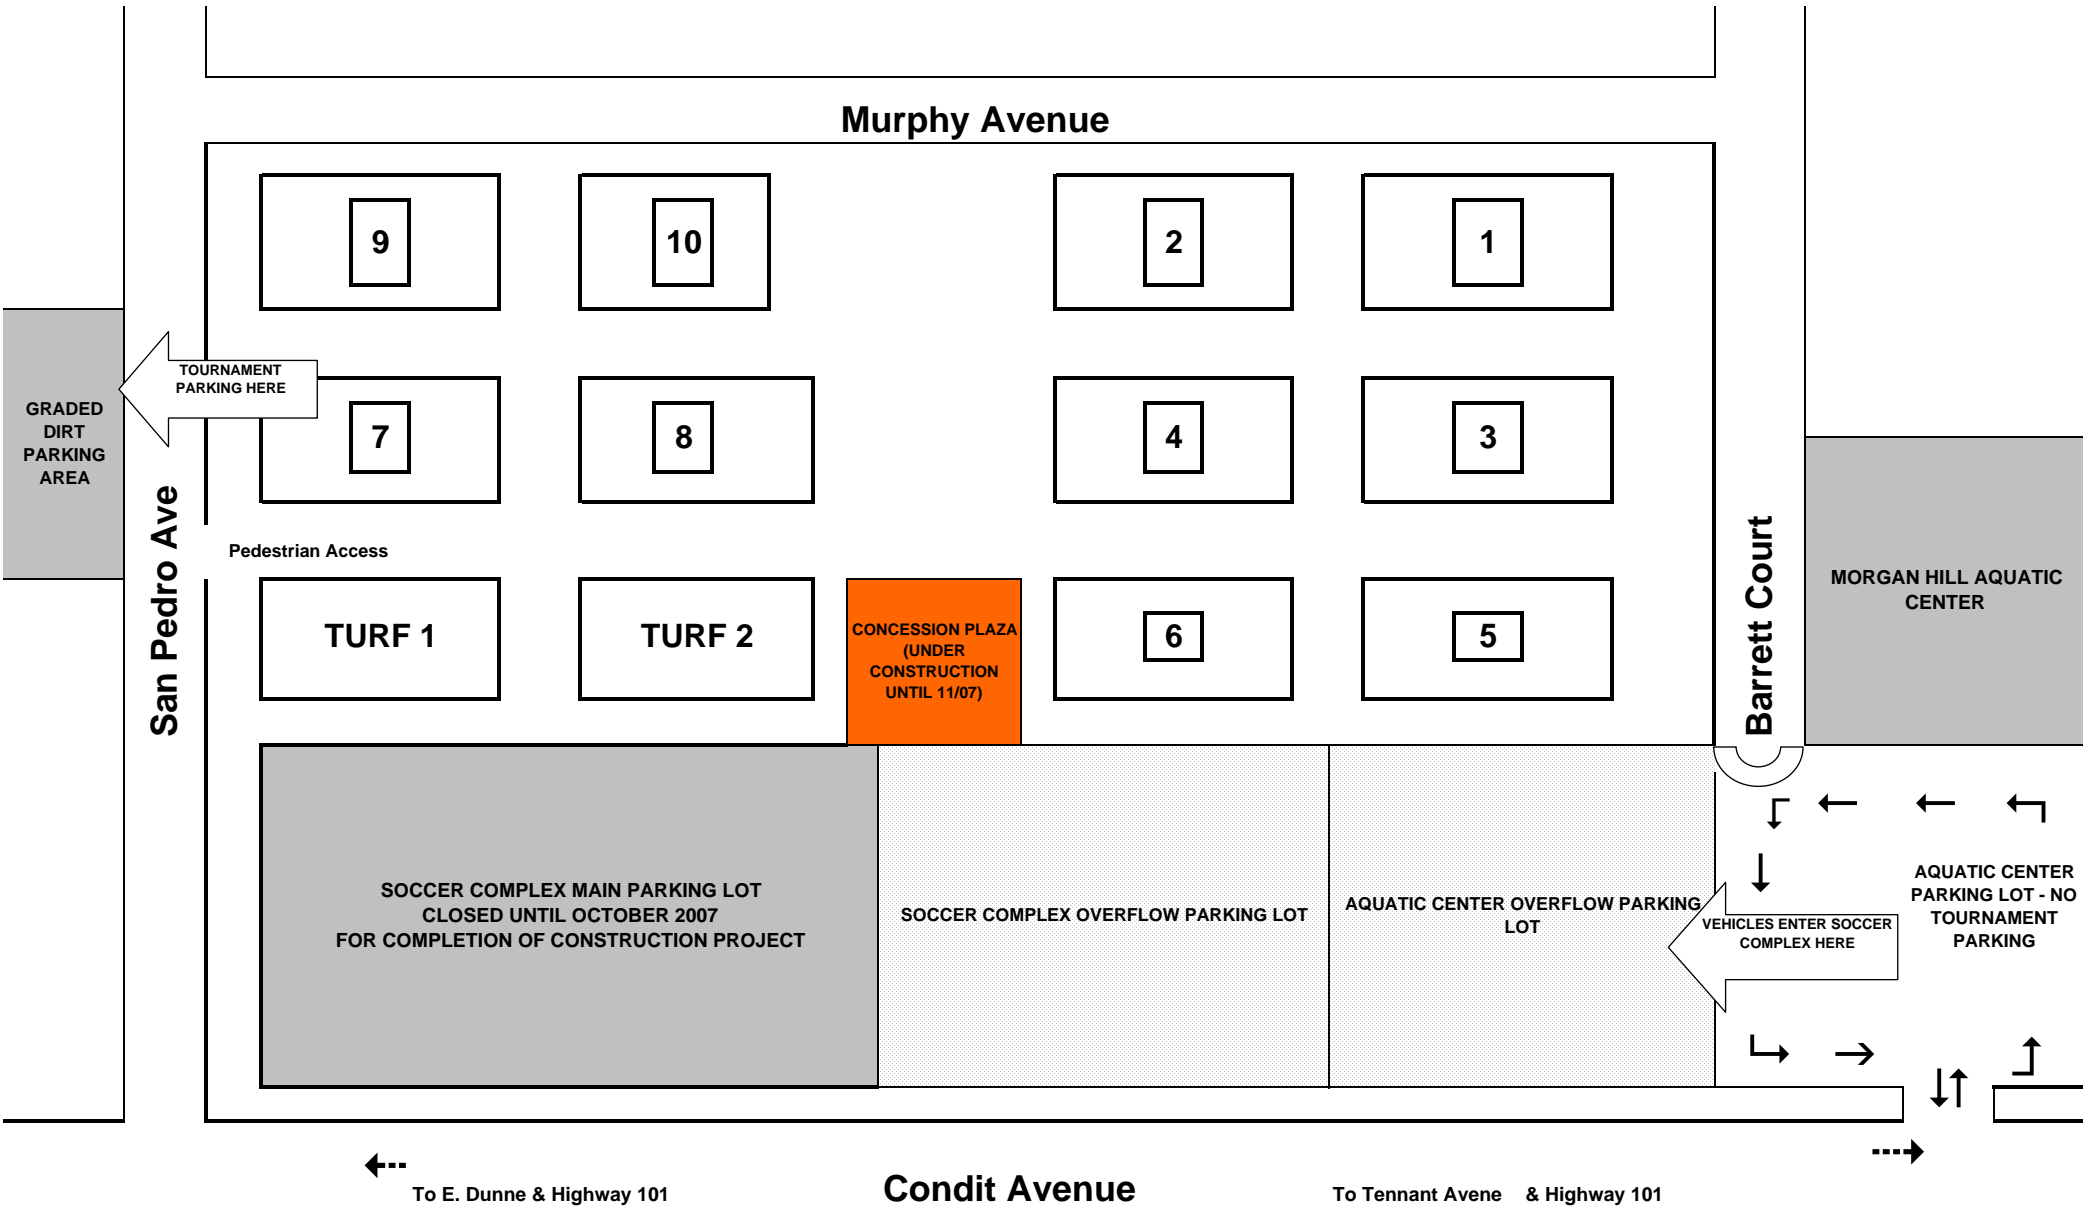 Murphy Avenue
9
10
2
1
TOURNAMENT
PARKING HERE
GRADED
DIRT
PARKING
AREA
7
8
4
3
San Pedro Ave
Pedestrian Access
Barrett Court
MORGAN HILL AQUATIC
CENTER
TURF 1
TURF 2
CONCESSION PLAZA
(UNDER
CONSTRUCTION
UNTIL 11/07)
6
5
SOCCER COMPLEX MAIN PARKING LOT
CLOSED UNTIL OCTOBER 2007
FOR COMPLETION OF CONSTRUCTION PROJECT
SOCCER COMPLEX OVERFLOW PARKING LOT
AQUATIC CENTER OVERFLOW PARKING
LOT
VEHICLES ENTER SOCCER
COMPLEX HERE
AQUATIC CENTER
PARKING LOT - NO
TOURNAMENT
PARKING
To E. Dunne & Highway 101
Condit Avenue
To Tennant Avene & Highway 101